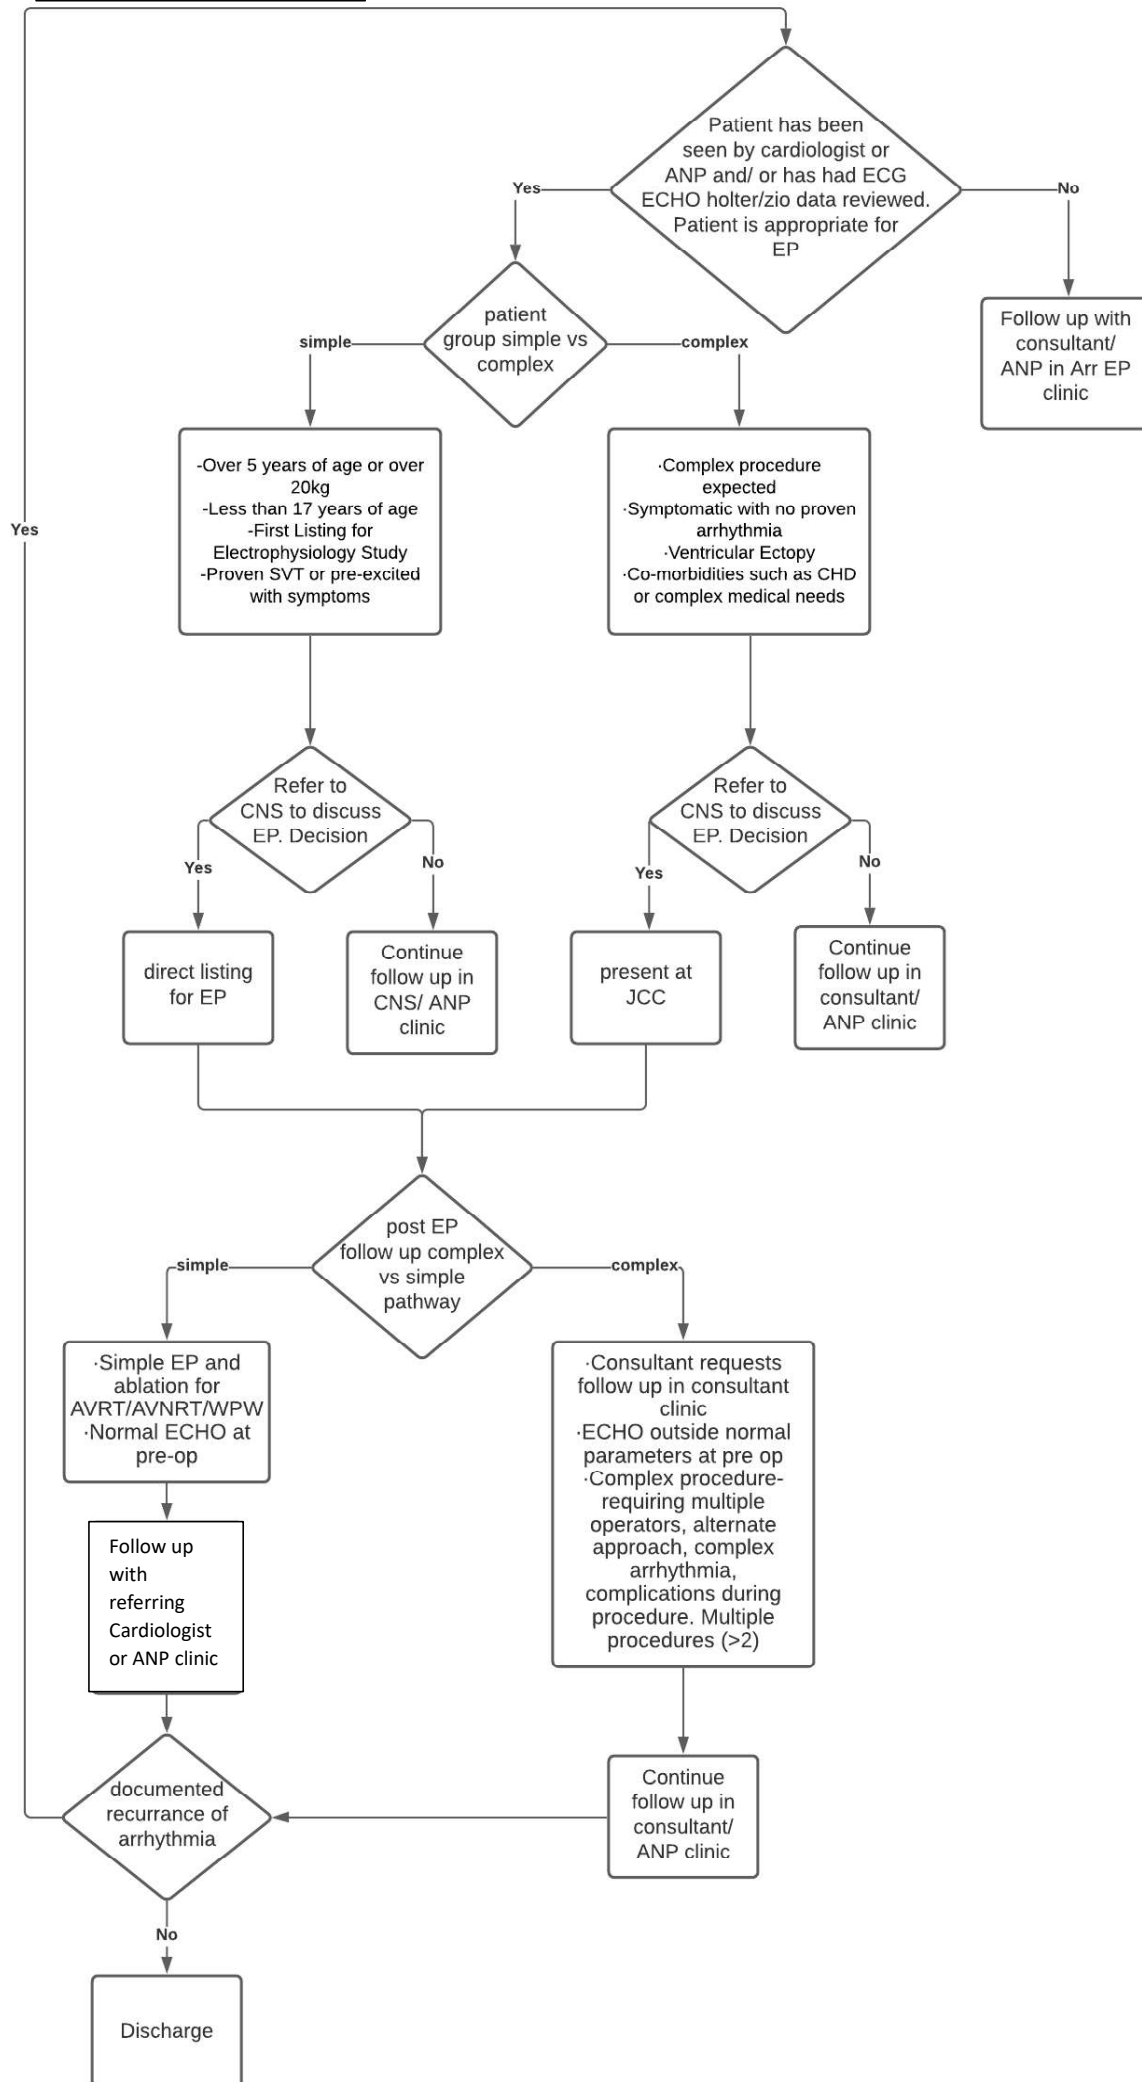 Patient has been
seen by cardiologist or
ANP and/ or has had ECG
ECHO holter/zio data reviewed.
Patient is appropriate for
EP
Yes
No
patient
group simple vs
complex
Follow up with
consultant/
ANP in Arr EP
clinic
simple
complex
-Over 5 years of age or over
20kg
-Less than 17 years of age
-First Listing for
Electrophysiology Study
-Proven SVT or pre-excited
with symptoms
·Complex procedure
expected
·Symptomatic with no proven
arrhythmia
·Ventricular Ectopy
·Co-morbidities such as CHD
or complex medical needs
Yes
Refer to
CNS to discuss
EP. Decision
Refer to
CNS to discuss
EP. Decision
Yes
No
Yes
No
direct listing
for EP
Continue
follow up in
CNS/ ANP
clinic
present at
JCC
Continue
follow up in
consultant/
ANP clinic
post EP
follow up complex
vs simple
pathway
simple
complex
·Simple EP and
ablation for
AVRT/AVNRT/WPW
·Normal ECHO at
pre-op
·Consultant requests
follow up in consultant
clinic
·ECHO outside normal
parameters at pre op
·Complex procedure-
requiring multiple
operators, alternate
approach, complex
arrhythmia,
complications during
procedure. Multiple
procedures (>2)
Follow up
with
referring
Cardiologist
or ANP clinic
documented
recurrance of
arrhythmia
Continue
follow up in
consultant/
ANP clinic
No
Discharge